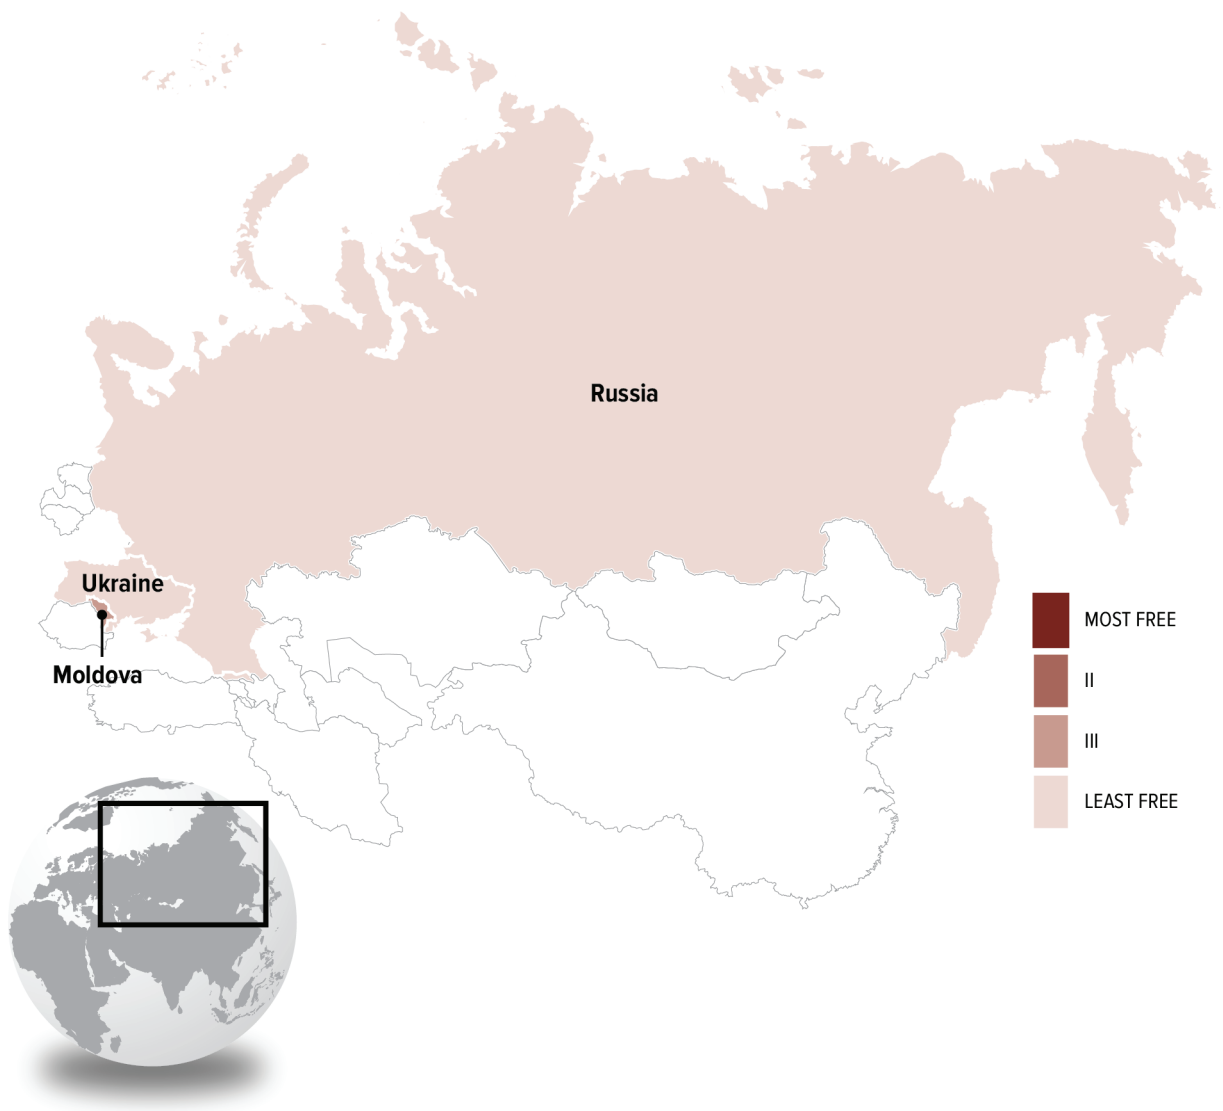 Russia
Ukraine
Moldova
MOST FREE
II
III
LEAST FREE